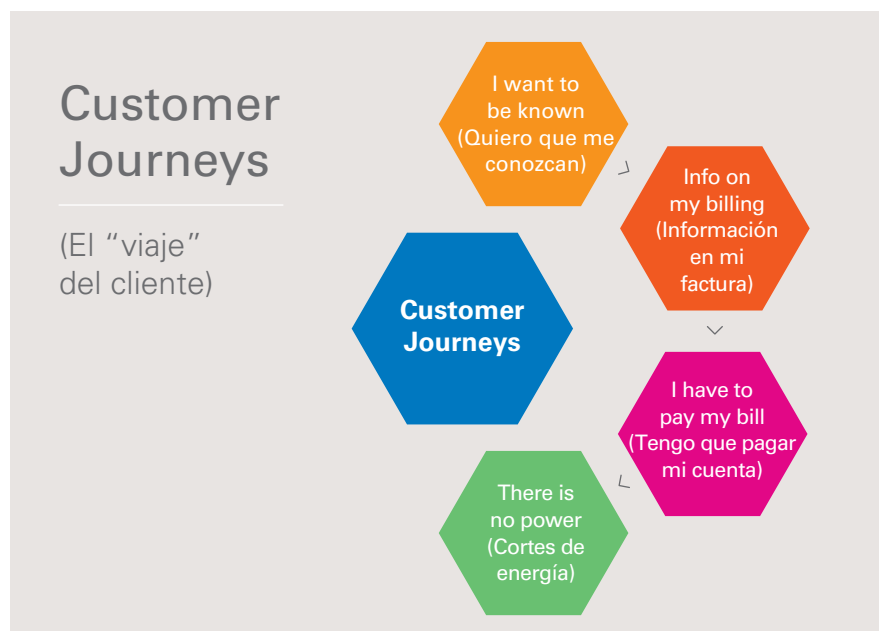 Customer
Journeys
(El “viaje”
del cliente)
I want to
be known
(Quiero que me
conozcan)
Info on
my billing
(Información
en mi
factura)
Customer
Journeys
I have to
pay my bill
(Tengo que pagar
mi cuenta)
There is
no power
(Cortes de
energía)